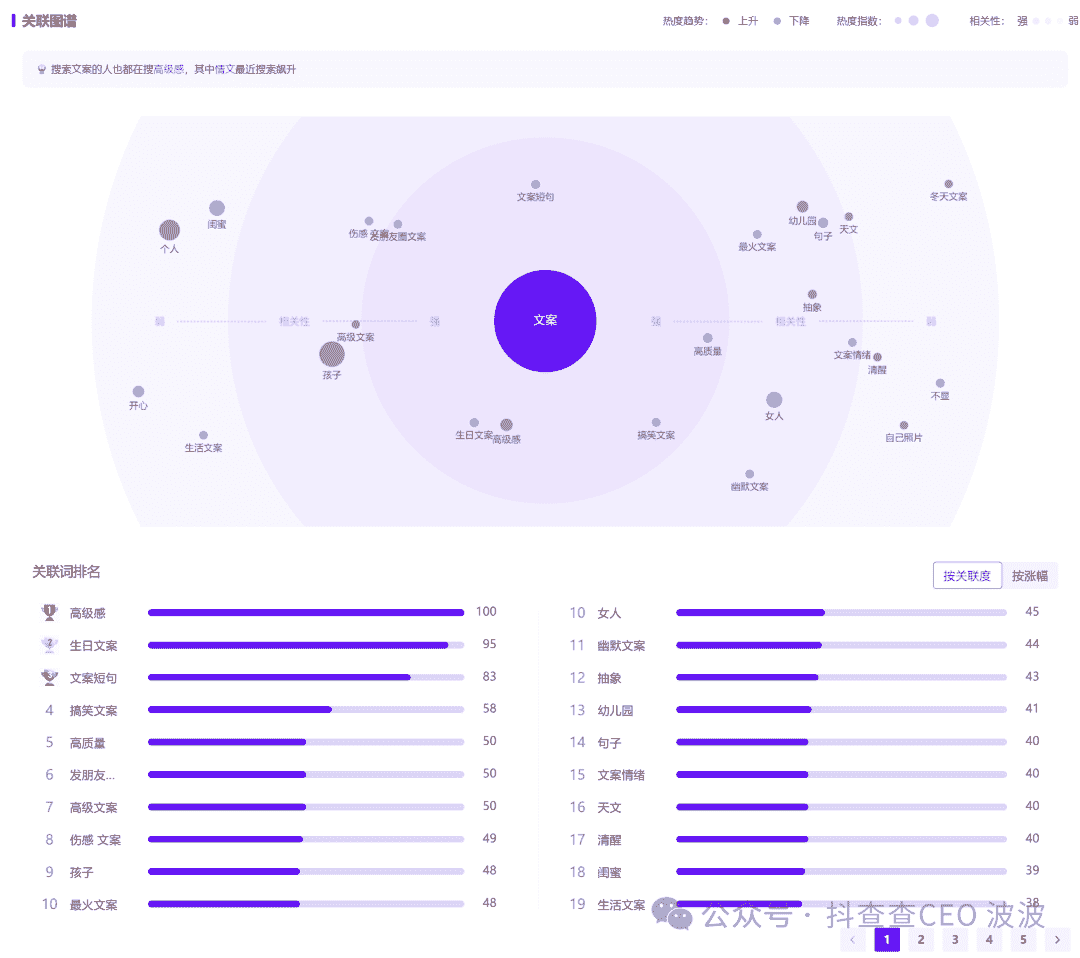 关联图谱
热度趋势： 上升 下降 热度指数： 相关性： 强 弱
搜索文案的人也都在搜高级感，其中情文最近搜索飙升
冬天文案
文案短句
闺蜜
幼儿园
天文
句子
伤感 文案
发朋友圈文案
最火文案
个人
抽象
弱 相关性 强
文案
强 相关性 弱
高级文案
高质量
文案情绪
清醒
孩子
不显
开心
女人
生日文案
高级感
搞笑文案
自己照片
生活文案
幽默文案
关联词排名
按关联度 按涨幅
1 高级感 100
2 生日文案 95
3 文案短句 83
4 搞笑文案 58
5 高质量 50
6 发朋友... 50
7 高级文案 50
8 伤感 文案 49
9 孩子 48
10 最火文案 48
10 女人 45
11 幽默文案 44
12 抽象 43
13 幼儿园 41
14 句子 40
15 文案情绪 40
16 天文 40
17 清醒 40
18 闺蜜 39
19 生活文案 38
公众号 · 抖查查CEO 波波
< 1 2 3 4 5 >